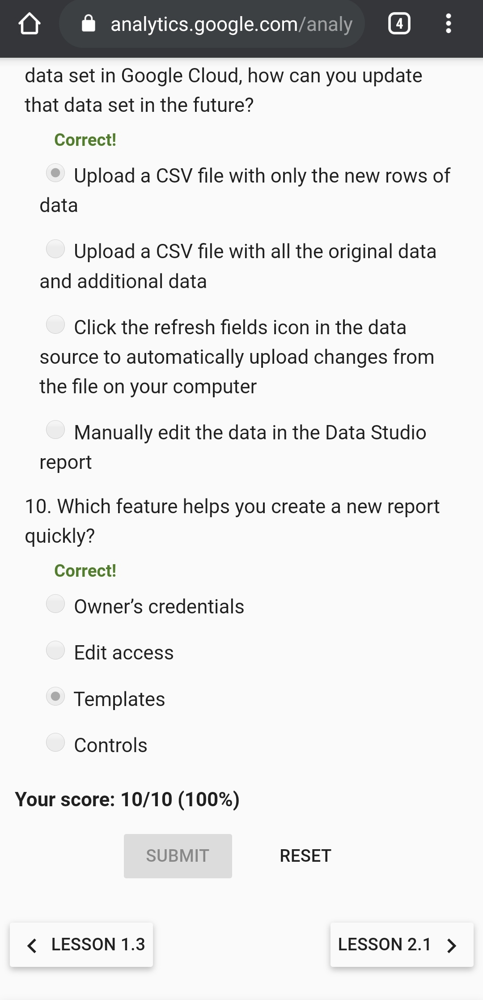 analytics.google.com/analy
4
data set in Google Cloud, how can you update
that data set in the future?
Correct!
Upload a CSV file with only the new rows of
data
Upload a CSV file with all the original data
and additional data
Click the refresh fields icon in the data
source to automatically upload changes from
the file on your computer
Manually edit the data in the Data Studio
report
10. Which feature helps you create a new report
quickly?
Correct!
Owner’s credentials
Edit access
Templates
Controls
Your score: 10/10 (100%)
SUBMIT RESET
LESSON 1.3 LESSON 2.1